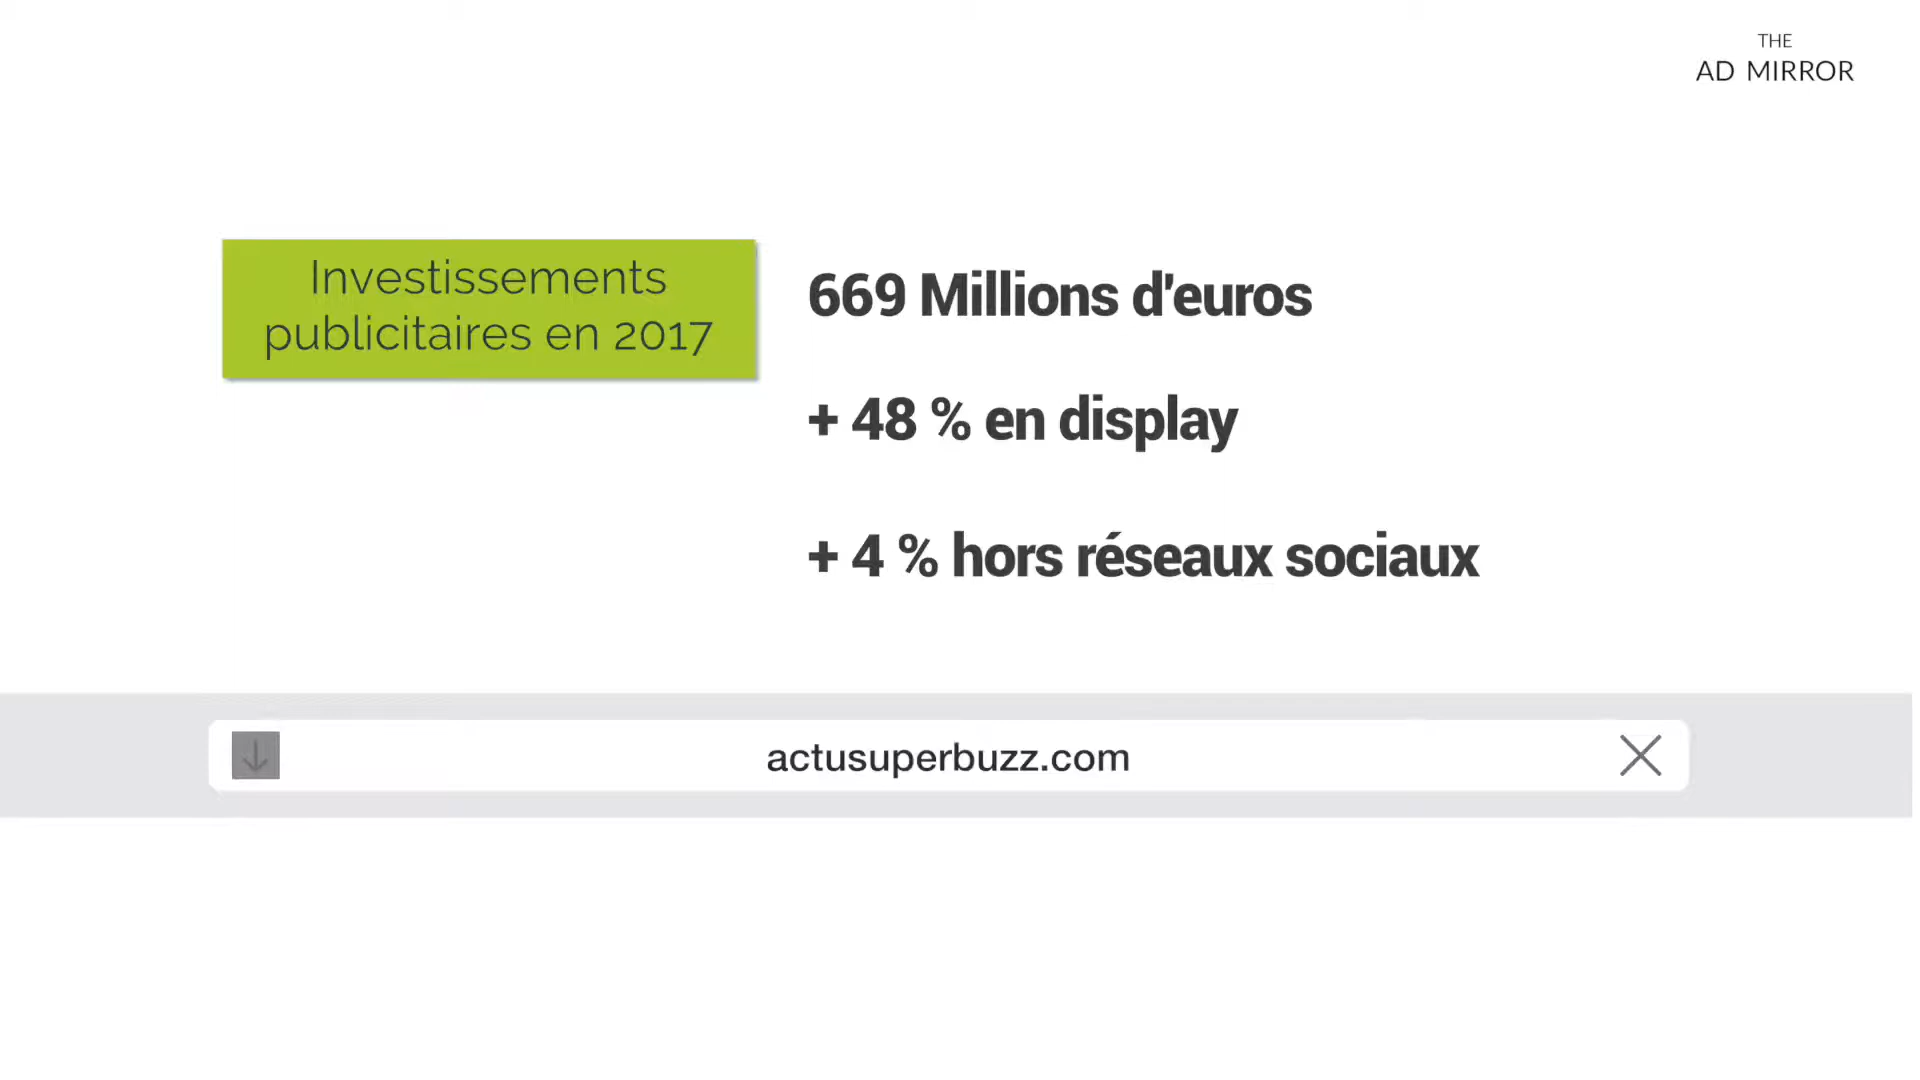 THE
AD MIRROR
Investissements
publicitaires en 2017
669 Millions d'euros
+ 48 % en display
+ 4 % hors réseaux sociaux
actusuperbuzz.com